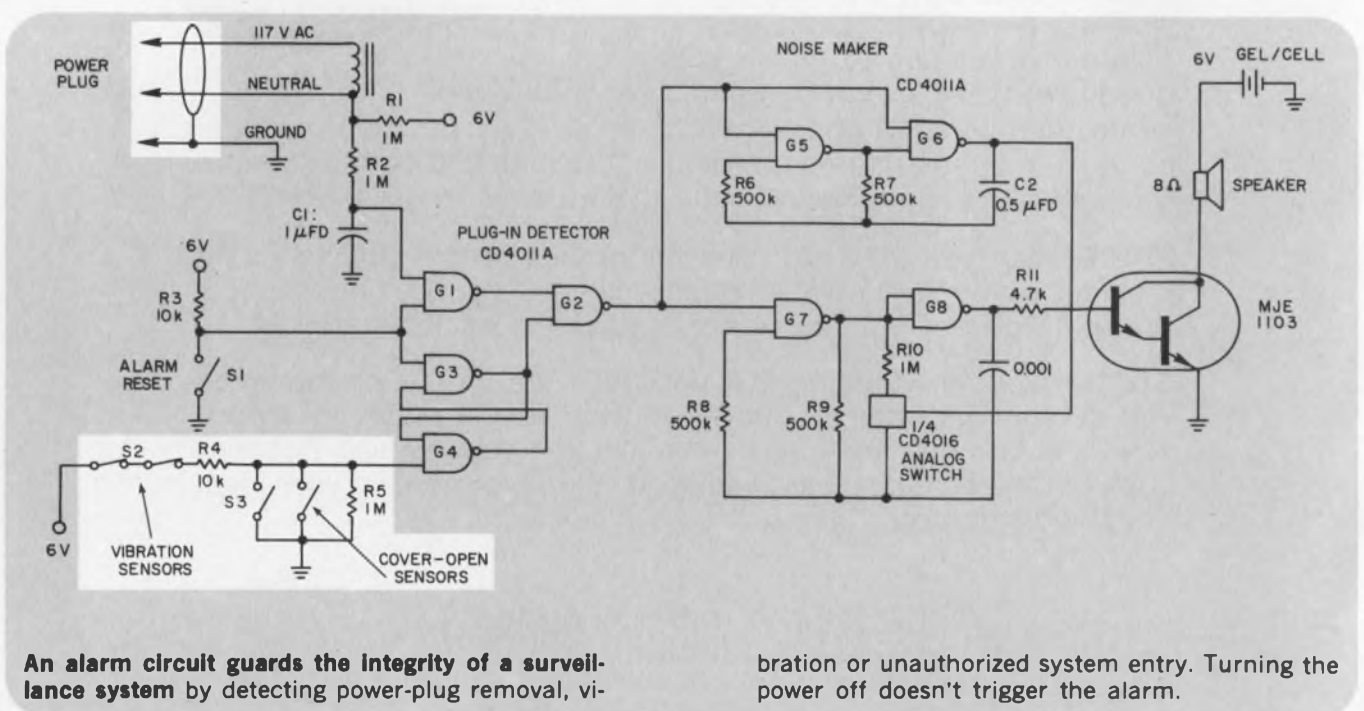 117 V AC
POWER
PLUG
NEUTRAL
GROUND
R1
1M
6V
R2
1M
C1:
1 µFD
PLUG-IN DETECTOR
CD4011A
6V
R3
10k
ALARM
RESET
S1
G1
G2
G3
G4
S2
R4
10k
S3
R5
1M
6V
VIBRATION
SENSORS
COVER-OPEN
SENSORS
NOISE MAKER
CD4011A
G5
G6
R6
500k
R7
500k
C2
0.5 µFD
G7
G8
R8
500k
R9
500k
R10
1M
1/4
CD4016
ANALOG
SWITCH
R11
4.7k
0.001
6V GEL/CELL
8Ω SPEAKER
MJE
1103
An alarm circuit guards the integrity of a surveil-
lance system by detecting power-plug removal, vi-
bration or unauthorized system entry. Turning the
power off doesn't trigger the alarm.